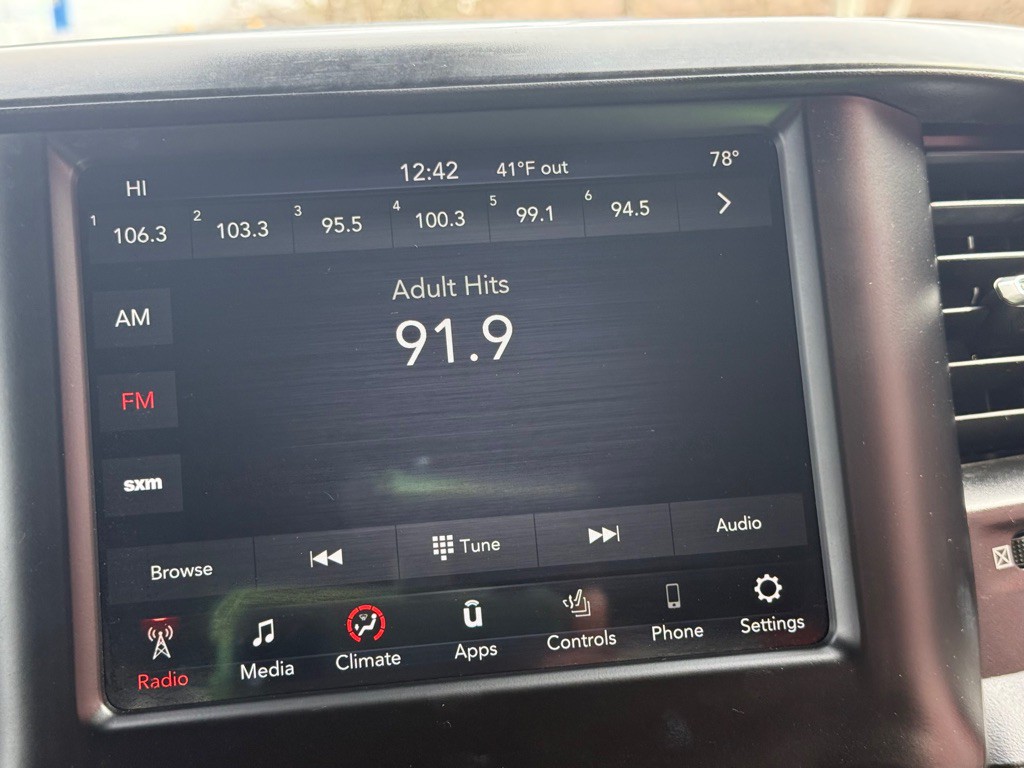 HI 12:42 41°F out 78°
1 106.3 2 103.3 3 95.5 4 100.3 5 99.1 6 94.5
Adult Hits
91.9
AM
FM
sxm
Browse Tune Audio
Radio Media Climate Apps Controls Phone Settings